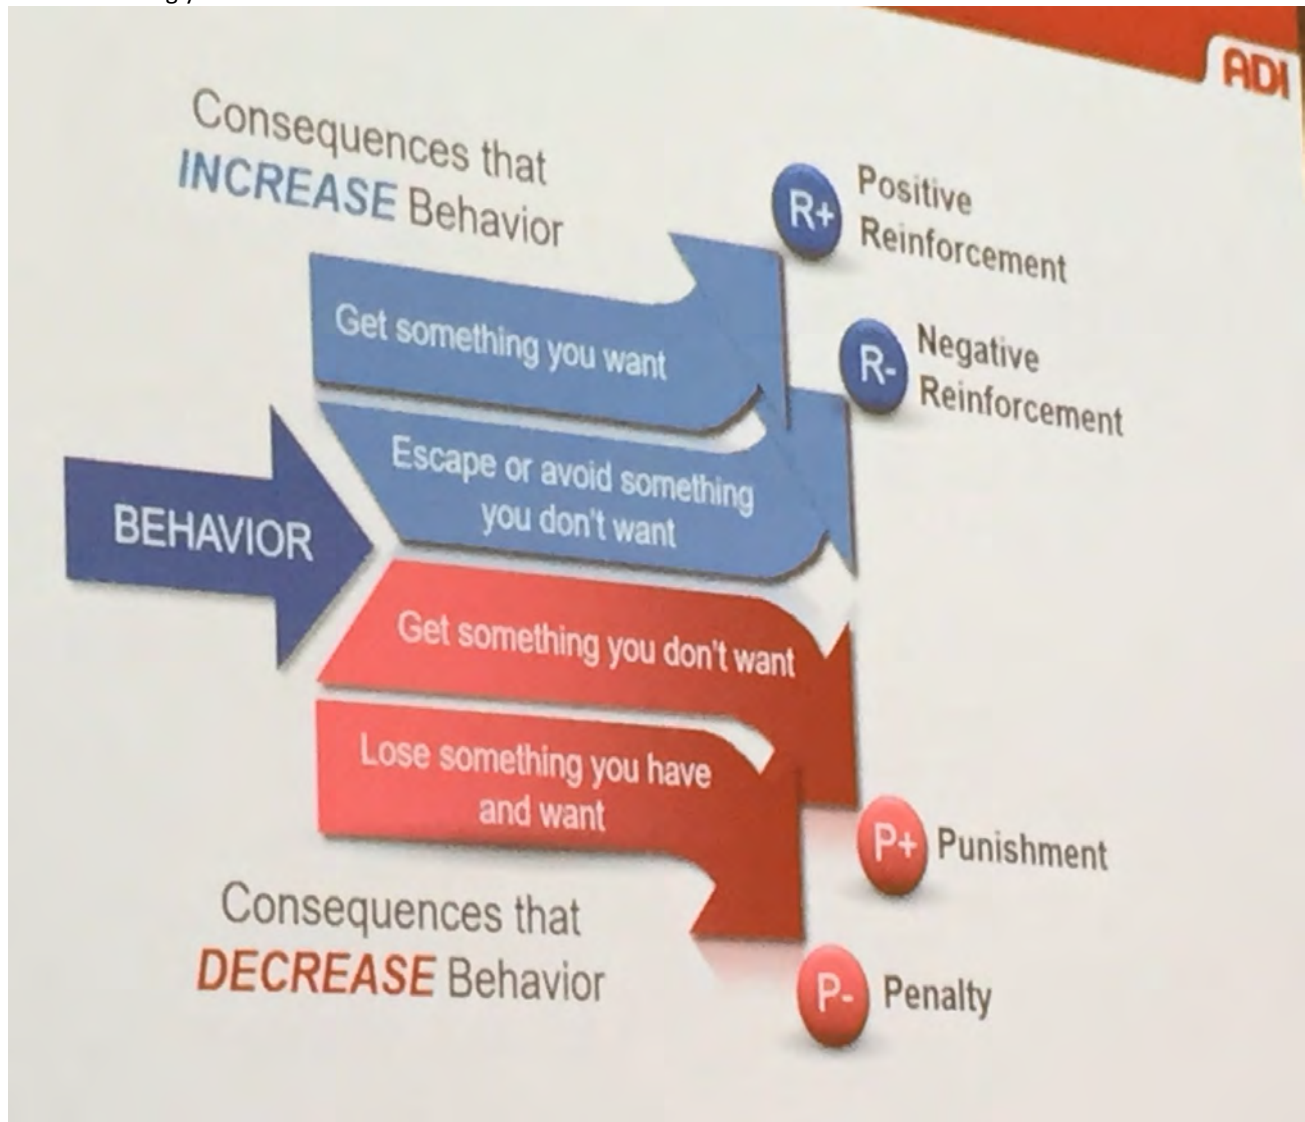 ADI
Consequences that
INCREASE Behavior
R+
Positive
Reinforcement
Get something you want
R-
Negative
Reinforcement
Escape or avoid something
you don't want
BEHAVIOR
Get something you don't want
Lose something you have
and want
P+
Punishment
Consequences that
DECREASE Behavior
P-
Penalty